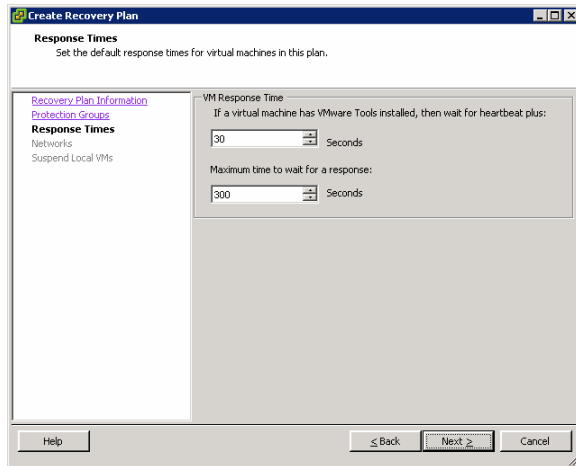 Create Recovery Plan
Response Times
Set the default response times for virtual machines in this plan.
Recovery Plan Information
Protection Groups
Response Times
Networks
Suspend Local VMs
VM Response Time
If a virtual machine has VMware Tools installed, then wait for heartbeat plus:
30 Seconds
Maximum time to wait for a response:
300 Seconds
Help
< Back
Next >
Cancel